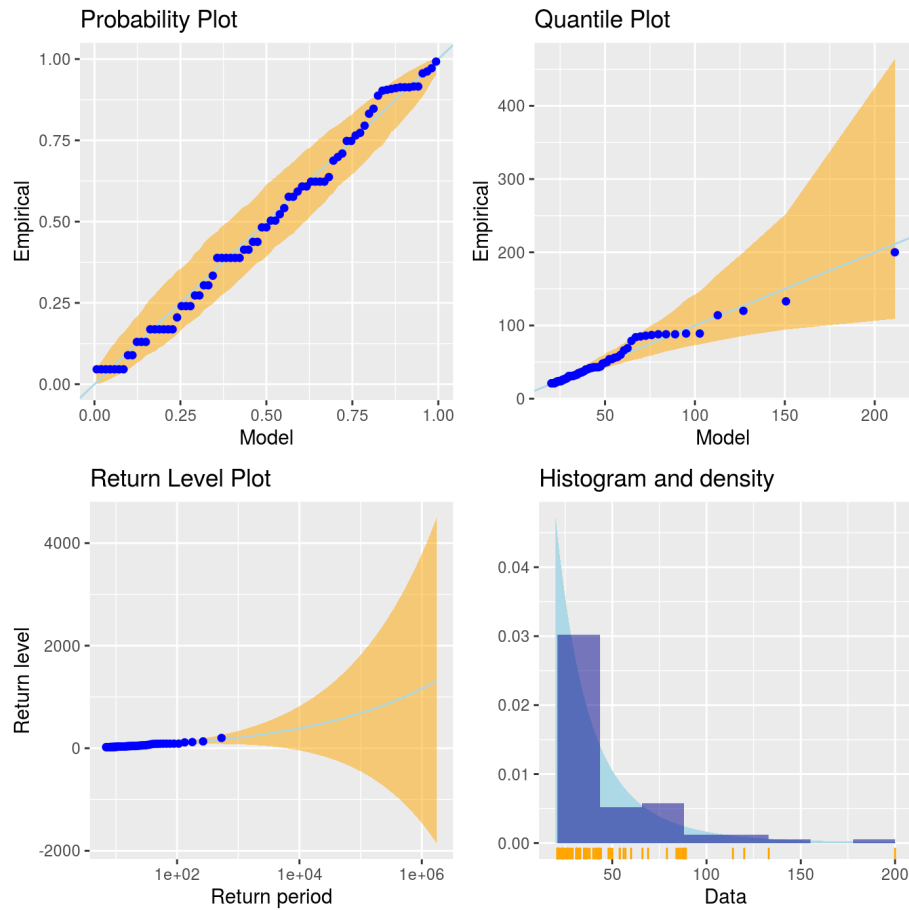 Probability Plot
1.00
0.75
0.50
0.25
0.00
Empirical
0.00 0.25 0.50 0.75 1.00
Model
Quantile Plot
400
300
200
100
0
Empirical
50 100 150 200
Model
Return Level Plot
4000
2000
0
-2000
Return level
1e+02 1e+04 1e+06
Return period
Histogram and density
0.04
0.03
0.02
0.01
0.00
50 100 150 200
Data